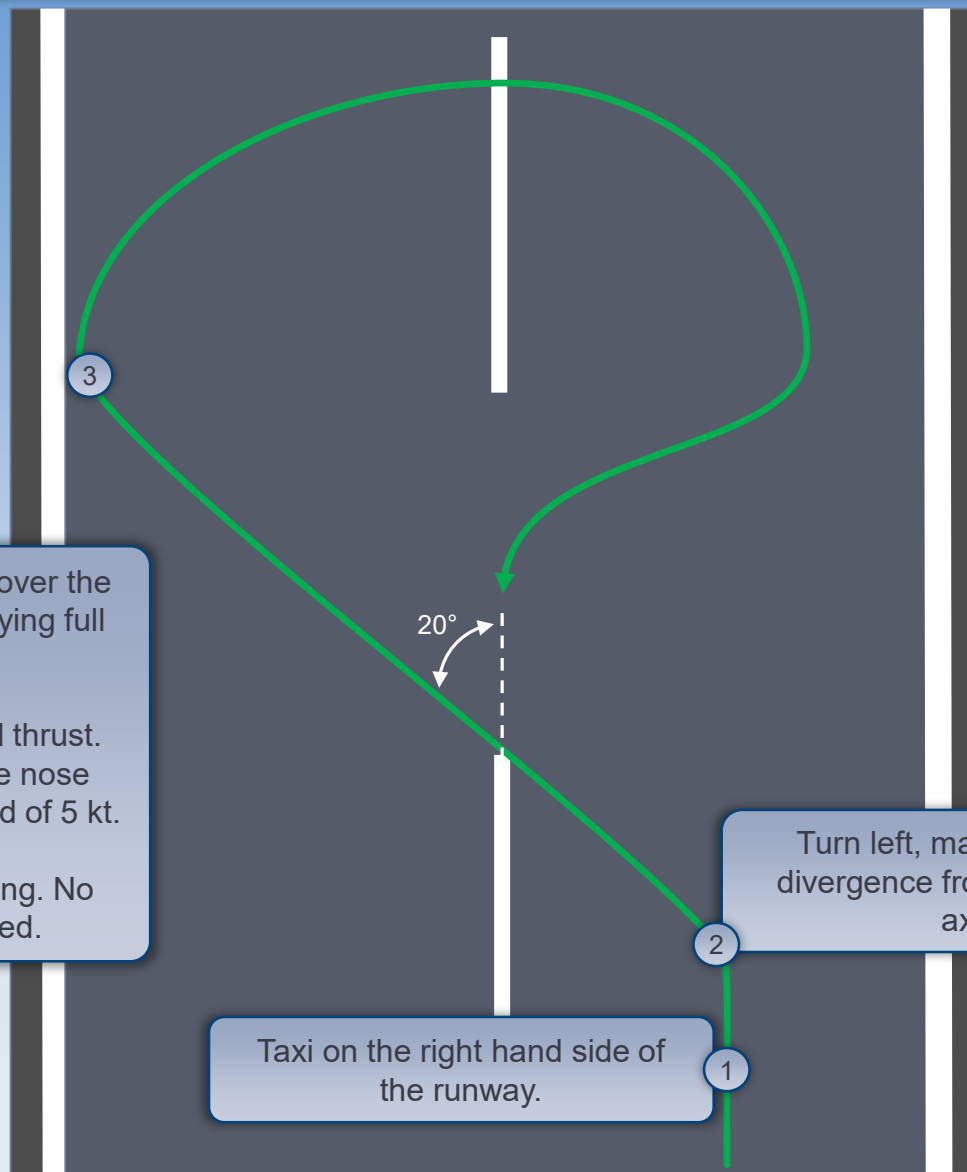 3
over the
ying full
20°
thrust.
e nose
d of 5 kt.
ng. No
ed.
Turn left, ma
divergence fro
ax
2
Taxi on the right hand side of
the runway.
1